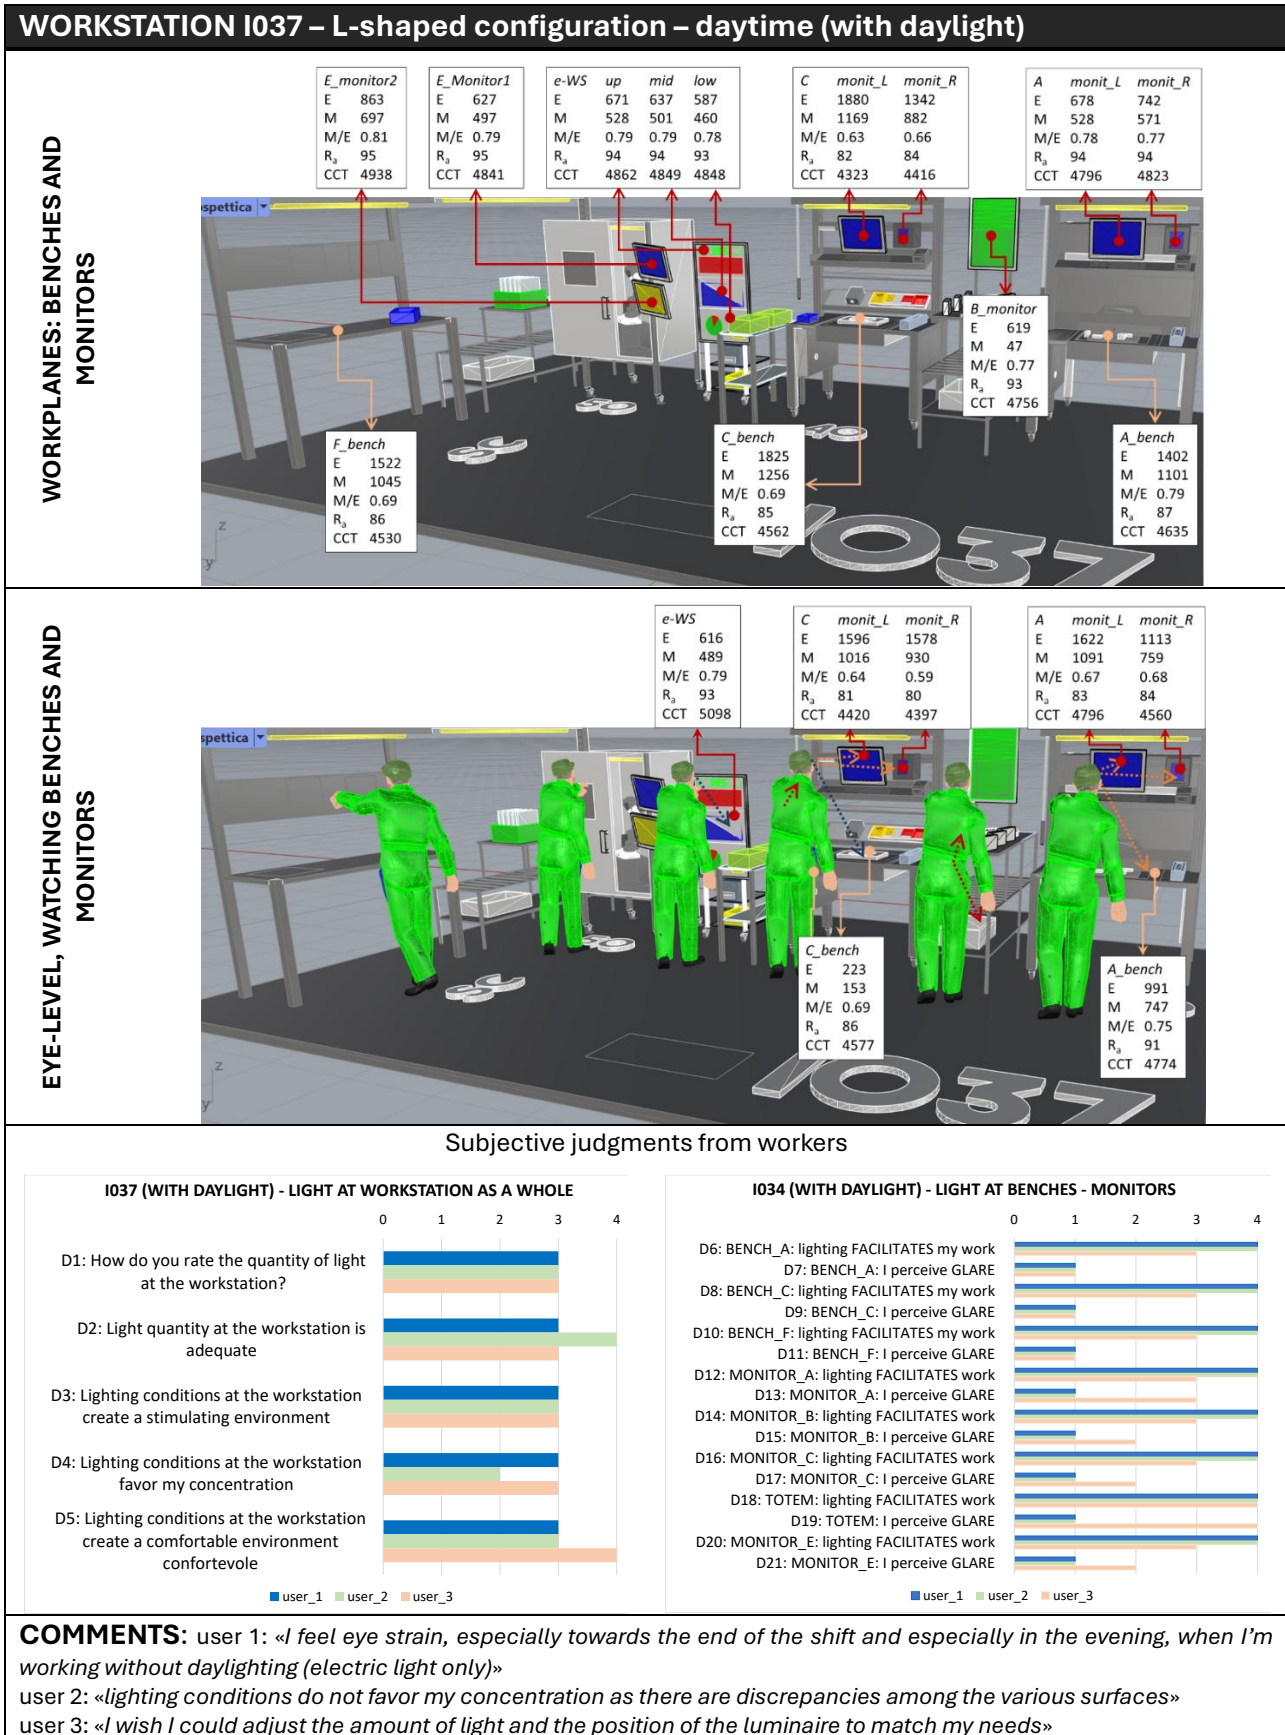 WORKSTATION I037 – L-shaped configuration – daytime (with daylight)
WORKPLANES: BENCHES AND
MONITORS
E_monitor2
E 863
M 697
M/E 0.81
Ra 95
CCT 4938
E_Monitor1
E 627
M 497
M/E 0.79
Ra 95
CCT 4841
e-WS up mid low
E 671 637 587
M 528 501 460
M/E 0.79 0.79 0.78
Ra 94 94 93
CCT 4862 4849 4848
C monit_L monit_R
E 1880 1342
M 1169 882
M/E 0.63 0.66
Ra 82 84
CCT 4323 4416
A monit_L monit_R
E 678 742
M 528 571
M/E 0.78 0.77
Ra 94 94
CCT 4796 4823
spettica
B_monitor
E 619
M 47
M/E 0.77
Ra 93
CCT 4756
F_bench
E 1522
M 1045
M/E 0.69
Ra 86
CCT 4530
C_bench
E 1825
M 1256
M/E 0.69
Ra 85
CCT 4562
A_bench
E 1402
M 1101
M/E 0.79
Ra 87
CCT 4635
SC
50
40
1037
z
y
EYE-LEVEL, WATCHING BENCHES AND
MONITORS
e-WS
E 616
M 489
M/E 0.79
Ra 93
CCT 5098
C monit_L monit_R
E 1596 1578
M 1016 930
M/E 0.64 0.59
Ra 81 80
CCT 4420 4397
A monit_L monit_R
E 1622 1113
M 1091 759
M/E 0.67 0.68
Ra 83 84
CCT 4796 4560
spettica
C_bench
E 223
M 153
M/E 0.69
Ra 86
CCT 4577
A_bench
E 991
M 747
M/E 0.75
Ra 91
CCT 4774
SC
50
1037
z
y
Subjective judgments from workers
I037 (WITH DAYLIGHT) - LIGHT AT WORKSTATION AS A WHOLE
0 1 2 3 4
D1: How do you rate the quantity of light
at the workstation?
D2: Light quantity at the workstation is
adequate
D3: Lighting conditions at the workstation
create a stimulating environment
D4: Lighting conditions at the workstation
favor my concentration
D5: Lighting conditions at the workstation
create a comfortable environment
confortevole
user_1 user_2 user_3
I034 (WITH DAYLIGHT) - LIGHT AT BENCHES - MONITORS
0 1 2 3 4
D6: BENCH_A: lighting FACILITATES my work
D7: BENCH_A: I perceive GLARE
D8: BENCH_C: lighting FACILITATES my work
D9: BENCH_C: I perceive GLARE
D10: BENCH_F: lighting FACILITATES my work
D11: BENCH_F: I perceive GLARE
D12: MONITOR_A: lighting FACILITATES work
D13: MONITOR_A: I perceive GLARE
D14: MONITOR_B: lighting FACILITATES work
D15: MONITOR_B: I perceive GLARE
D16: MONITOR_C: lighting FACILITATES work
D17: MONITOR_C: I perceive GLARE
D18: TOTEM: lighting FACILITATES work
D19: TOTEM: I perceive GLARE
D20: MONITOR_E: lighting FACILITATES work
D21: MONITOR_E: I perceive GLARE
user_1 user_2 user_3
COMMENTS: user 1: «I feel eye strain, especially towards the end of the shift and especially in the evening, when I’m
working without daylighting (electric light only)»
user 2: «lighting conditions do not favor my concentration as there are discrepancies among the various surfaces»
user 3: «I wish I could adjust the amount of light and the position of the luminaire to match my needs»